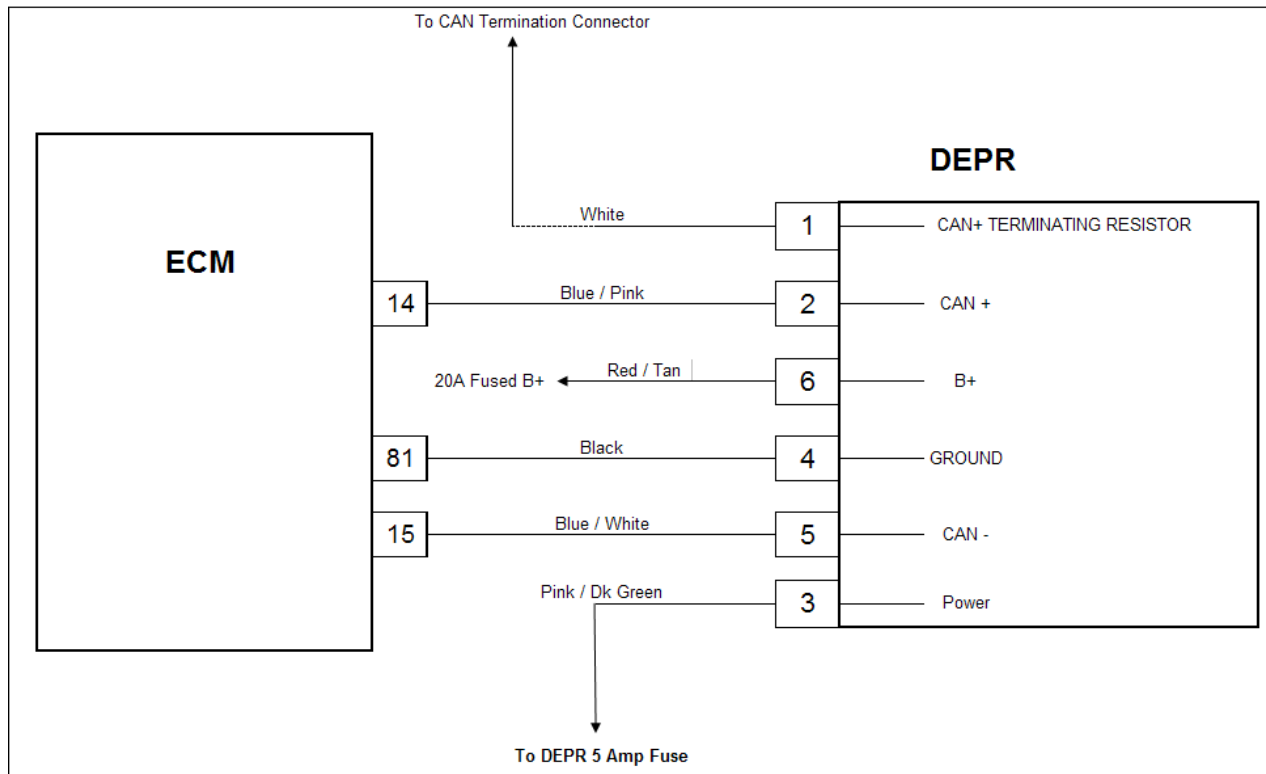 To CAN Termination Connector
DEPR
White
1
CAN+ TERMINATING RESISTOR
ECM
14
Blue / Pink
2
CAN +
20A Fused B+
Red / Tan
6
B+
81
Black
4
GROUND
15
Blue / White
5
CAN -
Pink / Dk Green
3
Power
To DEPR 5 Amp Fuse